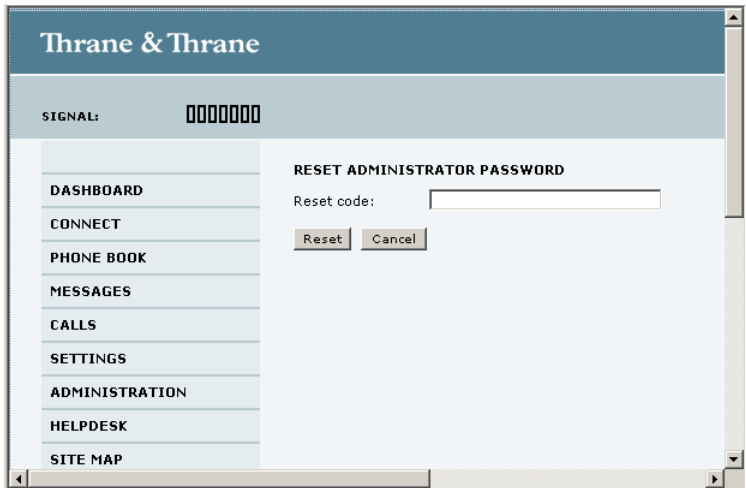 Thrane & Thrane
SIGNAL:
RESET ADMINISTRATOR PASSWORD
Reset code:
Reset Cancel
DASHBOARD
CONNECT
PHONE BOOK
MESSAGES
CALLS
SETTINGS
ADMINISTRATION
HELPDESK
SITE MAP